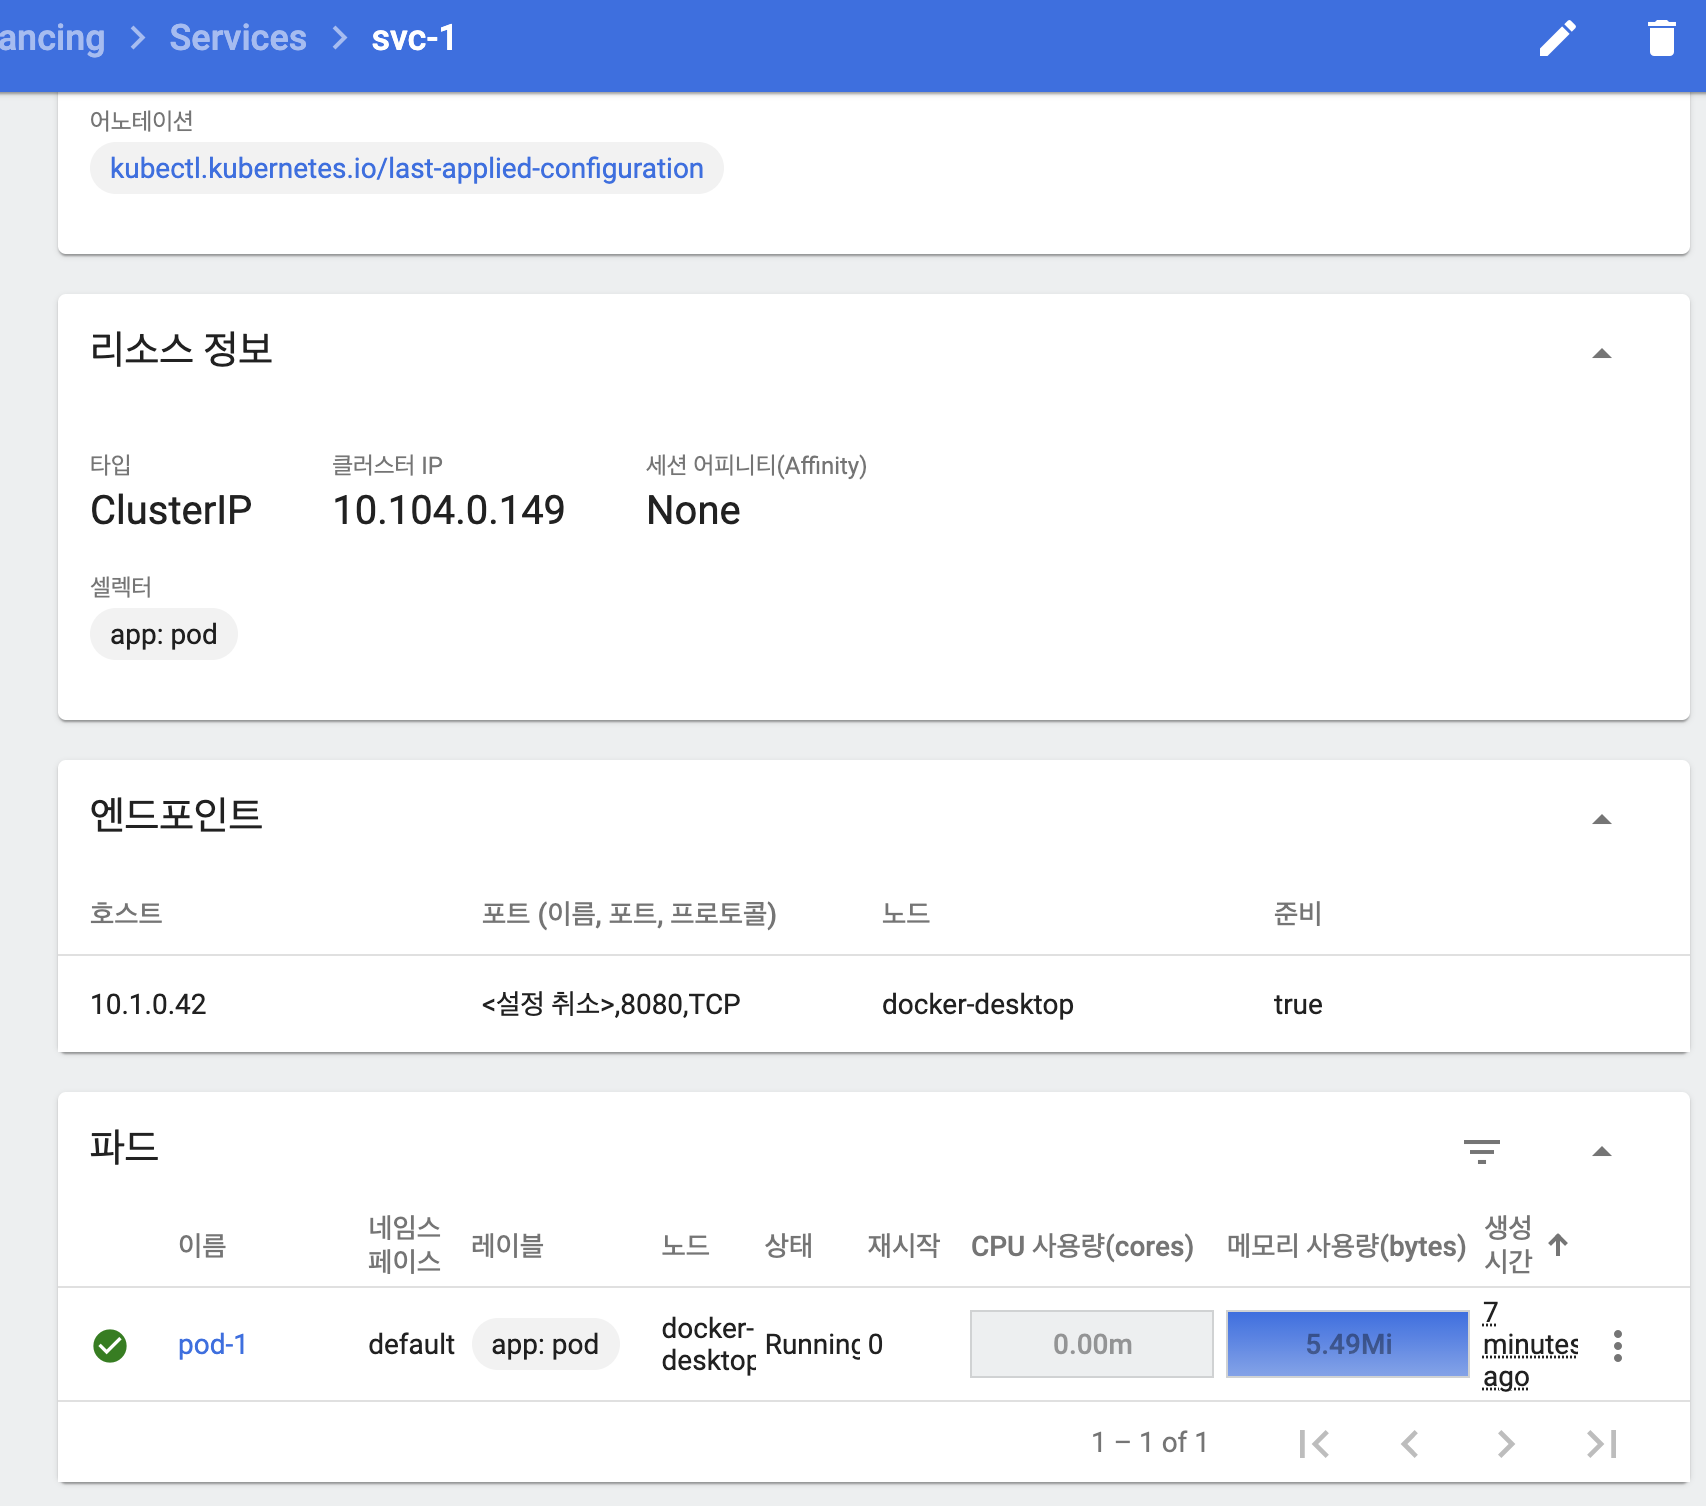 ancing > Services > svc-1
어노테이션
kubectl.kubernetes.io/last-applied-configuration
리소스 정보
타입 클러스터 IP 세션 어피니티(Affinity)
ClusterIP 10.104.0.149 None
셀렉터
app: pod
엔드포인트
호스트 포트 (이름, 포트, 프로토콜) 노드 준비
10.1.0.42 <설정 취소>,8080,TCP docker-desktop true
파드
이름 네임스페이스 레이블 노드 상태 재시작 CPU 사용량(cores) 메모리 사용량(bytes) 생성 시간
pod-1 default app: pod docker-desktop Running 0 0.00m 5.49Mi 7 minutes ago
1 – 1 of 1